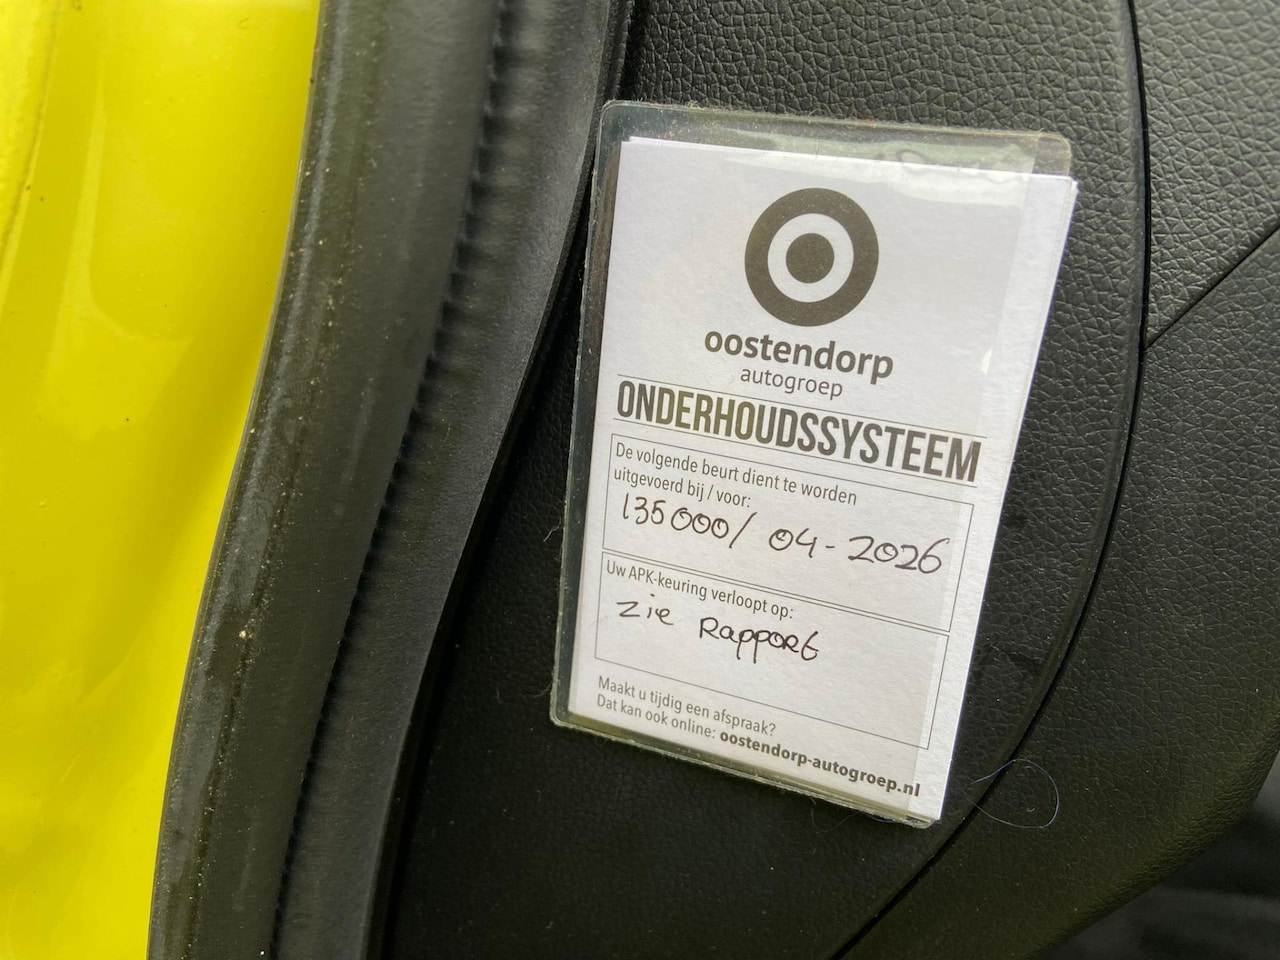 oostendorp
autogroep
ONDERHOUDSSYSTEEM
De volgende beurt dient te worden
uitgevoerd bij / voor:
135000/ 04-2026
Uw APK-keuring verloopt op:
zie Rapport
Maakt u tijdig een afspraak?
Dat kan ook online: oostendorp-autogroep.nl